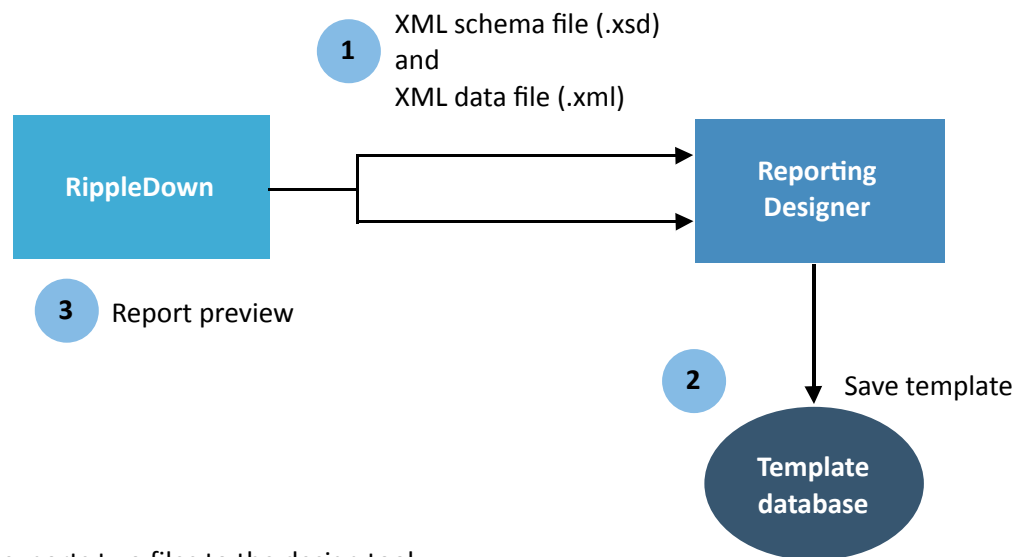 1
XML schema file (.xsd)
and
XML data file (.xml)
RippleDown
Reporting
Designer
3
Report preview
2
Save template
Template
database